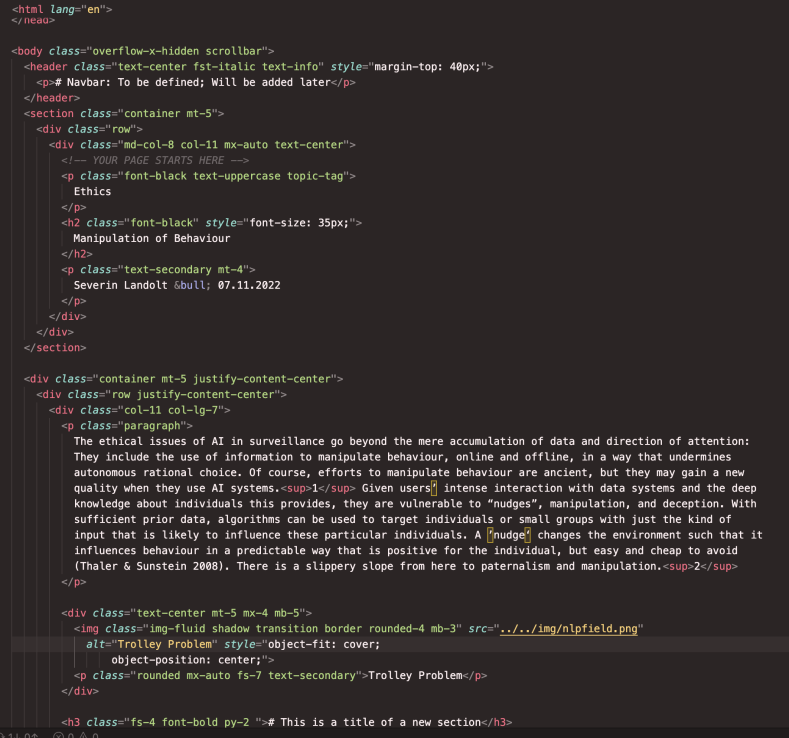 <html lang="en">
</head>
<body class="overflow-x-hidden scrollbar">
<header class="text-center fst-italic text-info" style="margin-top: 40px;">
<p># Navbar: To be defined; Will be added later</p>
</header>
<section class="container mt-5">
<div class="row">
<div class="md-col-8 col-11 mx-auto text-center">
<!-- YOUR PAGE STARTS HERE -->
<p class="font-black text-uppercase topic-tag">
Ethics
</p>
<h2 class="font-black" style="font-size: 35px;">
Manipulation of Behaviour
</h2>
<p class="text-secondary mt-4">
Severin Landolt &bull; 07.11.2022
</p>
</div>
</div>
</section>
<div class="container mt-5 justify-content-center">
<div class="row justify-content-center">
<div class="col-11 col-lg-7">
<p class="paragraph">
The ethical issues of AI in surveillance go beyond the mere accumulation of data and direction of attention:
They include the use of information to manipulate behaviour, online and offline, in a way that undermines
autonomous rational choice. Of course, efforts to manipulate behaviour are ancient, but they may gain a new
quality when they use AI systems.<sup>1</sup> Given users’ intense interaction with data systems and the deep
knowledge about individuals this provides, they are vulnerable to “nudges”, manipulation, and deception. With
sufficient prior data, algorithms can be used to target individuals or small groups with just the kind of
input that is likely to influence these particular individuals. A ‘nudge’ changes the environment such that it
influences behaviour in a predictable way that is positive for the individual, but easy and cheap to avoid
(Thaler & Sunstein 2008). There is a slippery slope from here to paternalism and manipulation.<sup>2</sup>
</p>
<div class="text-center mt-5 mx-4 mb-5">
<img class="img-fluid shadow transition border rounded-4 mb-3" src="../../img/nlpfield.png"
alt="Trolley Problem" style="object-fit: cover;
object-position: center;">
<p class="rounded mx-auto fs-7 text-secondary">Trolley Problem</p>
</div>
<h3 class="fs-4 font-bold py-2 "># This is a title of a new section</h3>